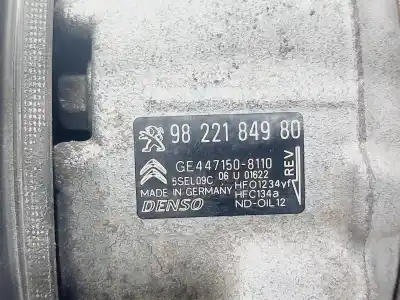 98 221 849 80
GE447150-8110
5SEL09C 06 U 01622
MADE IN GERMANY HFO1234yf
HFC134a
DENSO ND-OIL12
REV